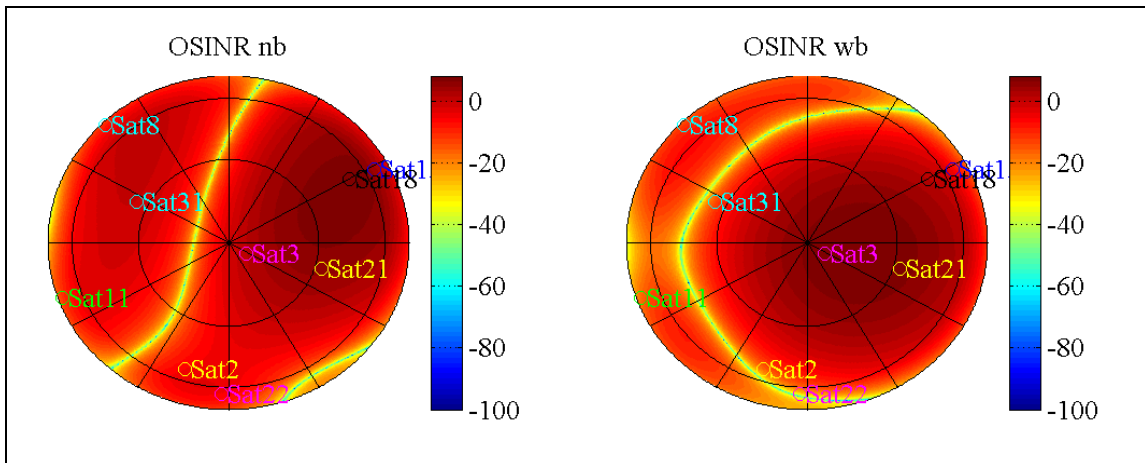 OSINR nb
OSINR wb
Sat8
Sat1
Sat18
Sat31
Sat3
Sat21
Sat11
Sat2
Sat22
0
-20
-40
-60
-80
-100
Sat8
Sat1
Sat18
Sat31
Sat3
Sat21
Sat11
Sat2
Sat22
0
-20
-40
-60
-80
-100